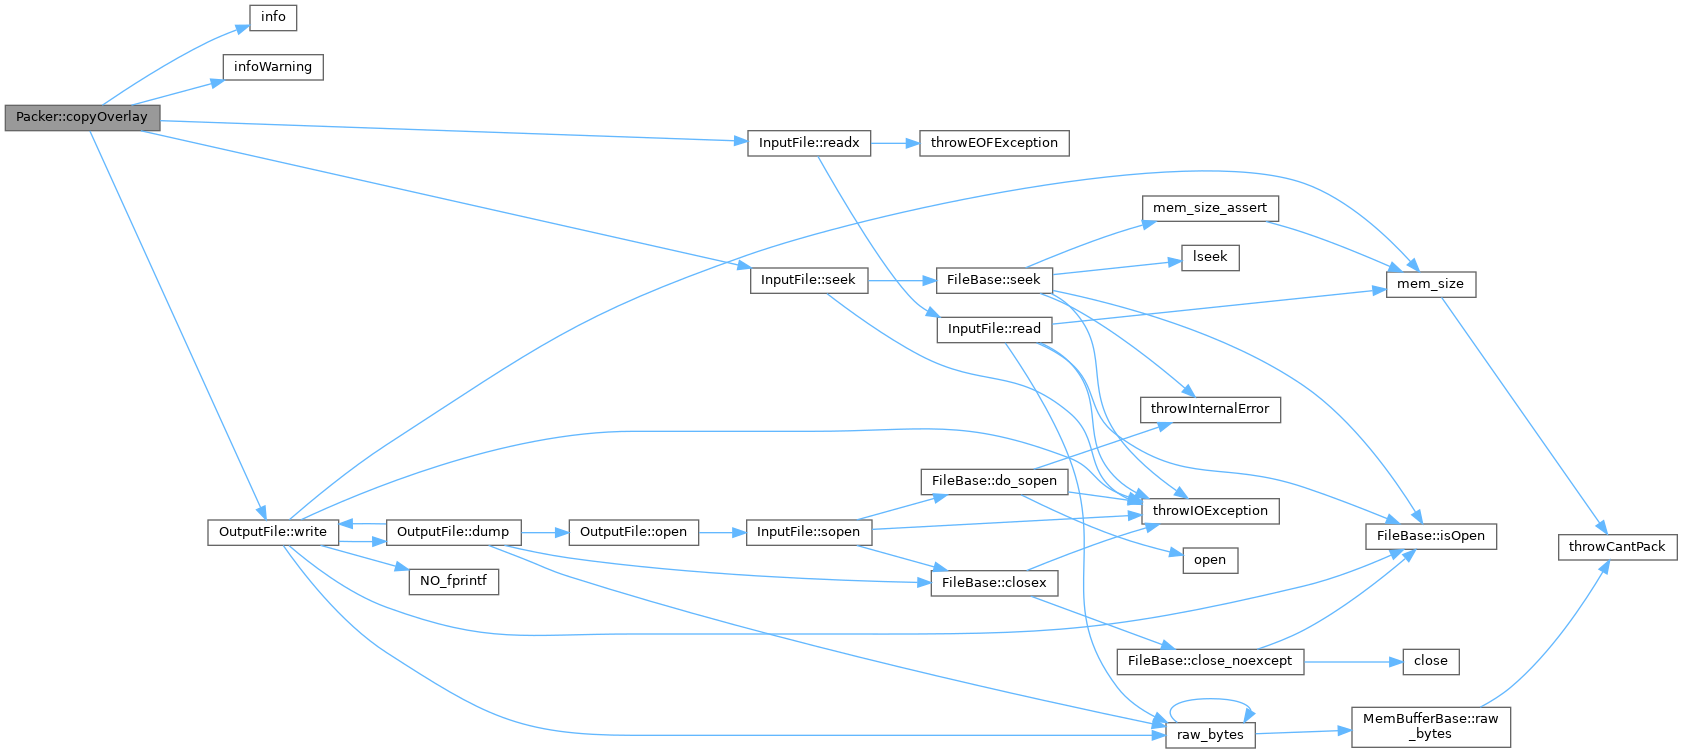 info
infoWarning
Packer::copyOverlay
InputFile::readx
throwEOFException
mem_size_assert
lseek
InputFile::seek
FileBase::seek
mem_size
InputFile::read
throwInternalError
FileBase::do_sopen
throwIOException
OutputFile::write
OutputFile::dump
OutputFile::open
InputFile::sopen
FileBase::isOpen
throwCantPack
open
NO_fprintf
FileBase::closex
FileBase::close_noexcept
close
raw_bytes
MemBufferBase::raw
_bytes